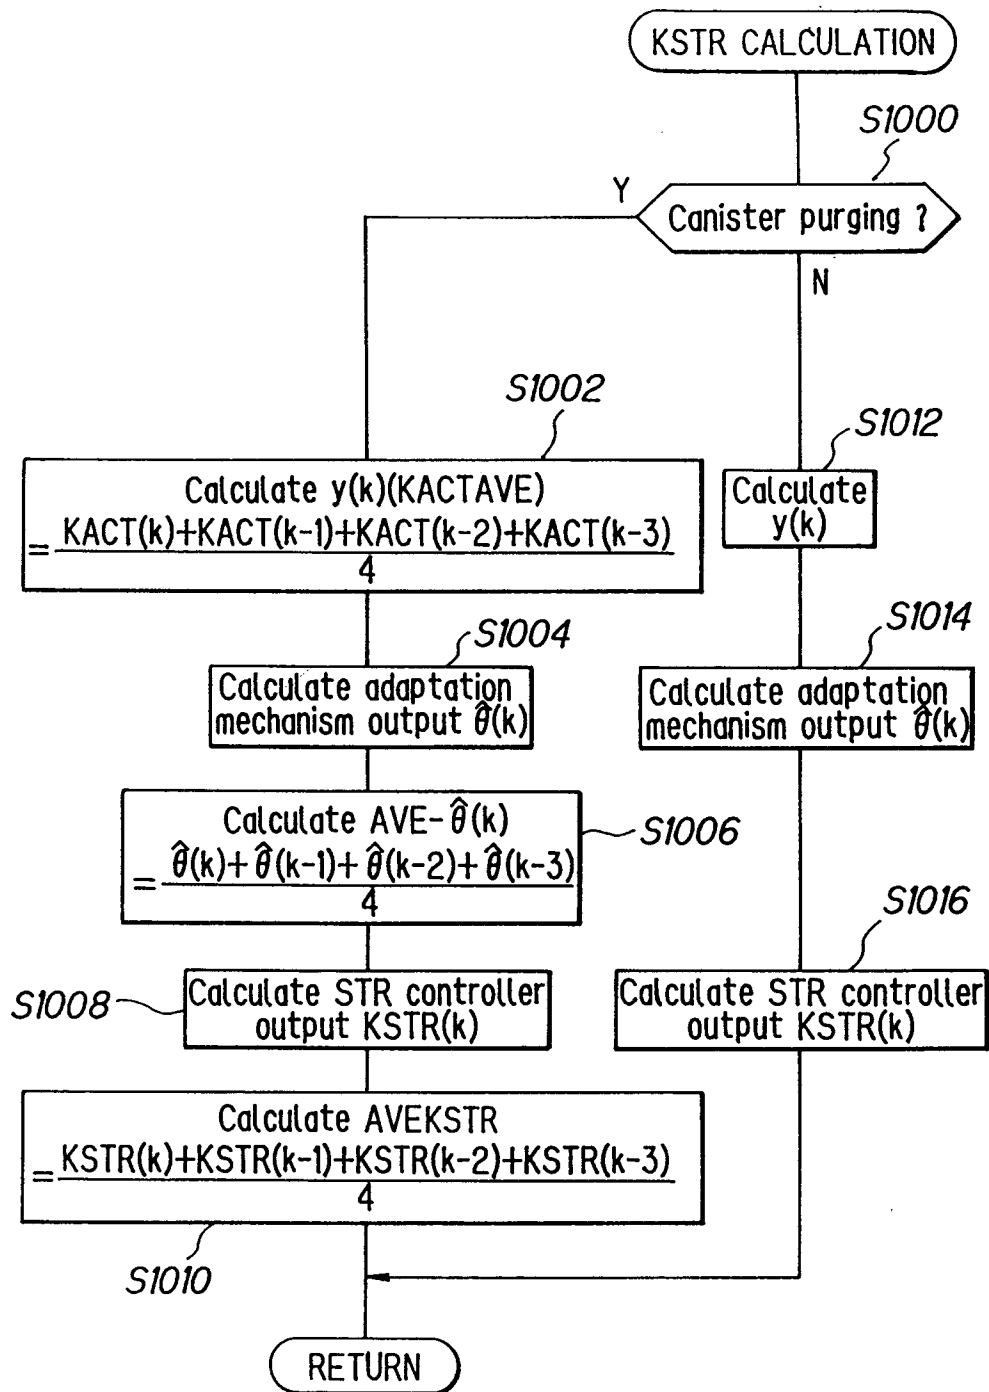 KSTR CALCULATION
S1000
Canister purging ?
Y
N
S1002
Calculate y(k)(KACTAVE)
= KACT(k)+KACT(k-1)+KACT(k-2)+KACT(k-3)
4
S1004
Calculate adaptation
mechanism output θ̂(k)
Calculate AVE-θ̂(k)
= θ̂(k)+θ̂(k-1)+θ̂(k-2)+θ̂(k-3)
4
S1006
S1008
Calculate STR controller
output KSTR(k)
Calculate AVEKSTR
= KSTR(k)+KSTR(k-1)+KSTR(k-2)+KSTR(k-3)
4
S1010
S1012
Calculate
y(k)
S1014
Calculate adaptation
mechanism output θ̂(k)
S1016
Calculate STR controller
output KSTR(k)
RETURN